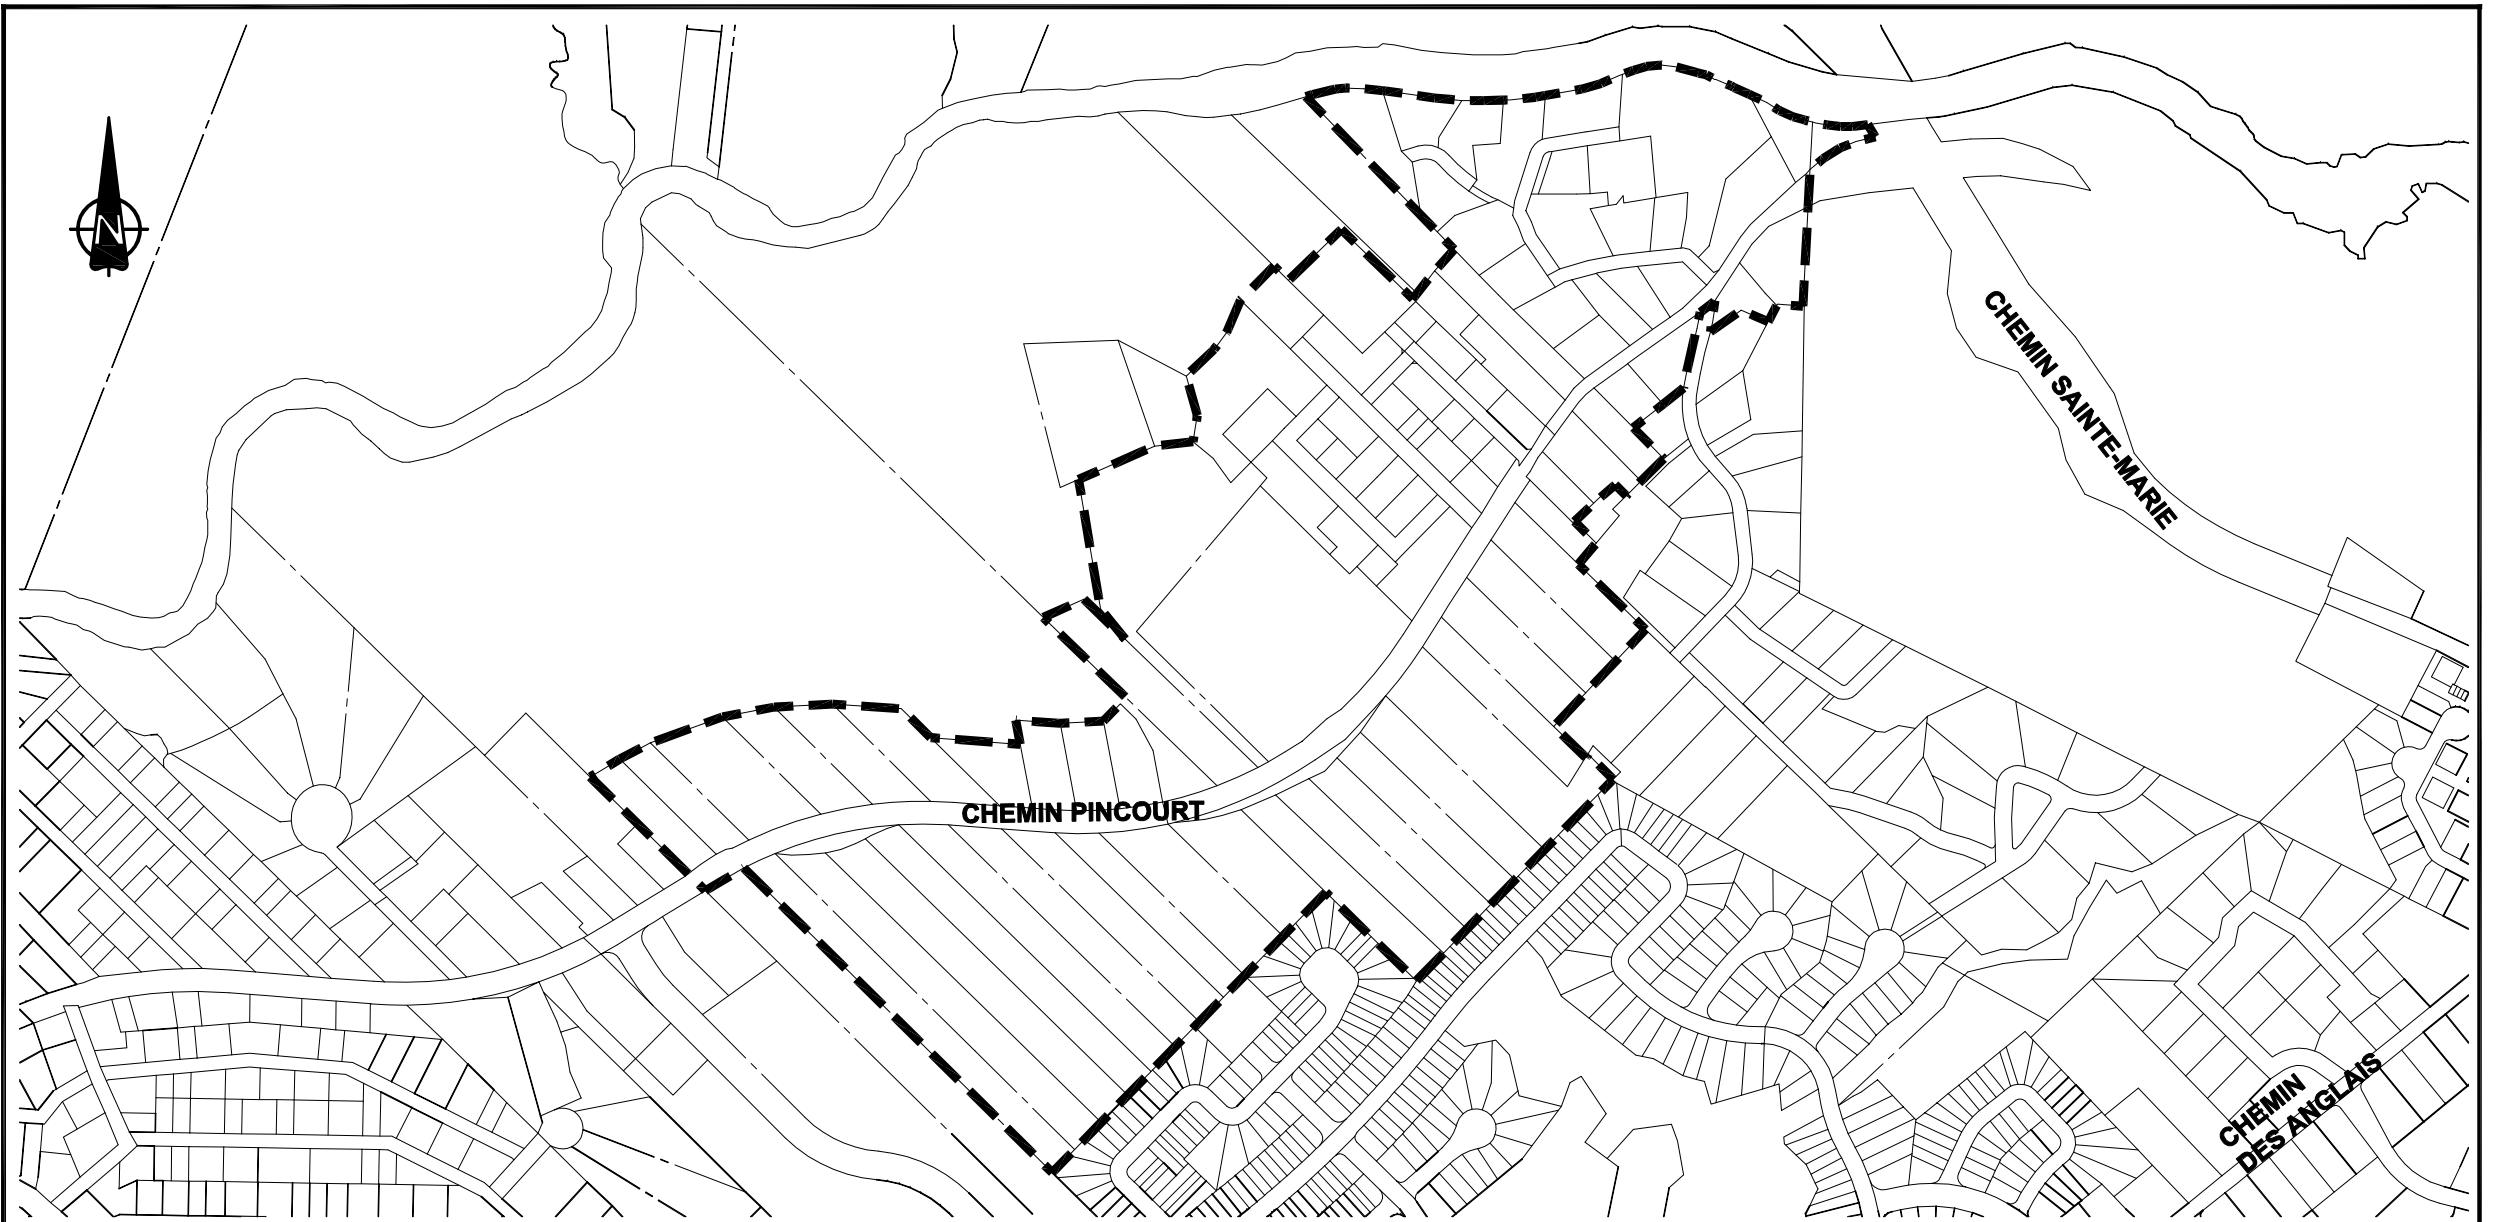 N
CHEMIN SAINTE-MARIE
CHEMIN PINCOURT
CHEMIN
DES ANGLAIS